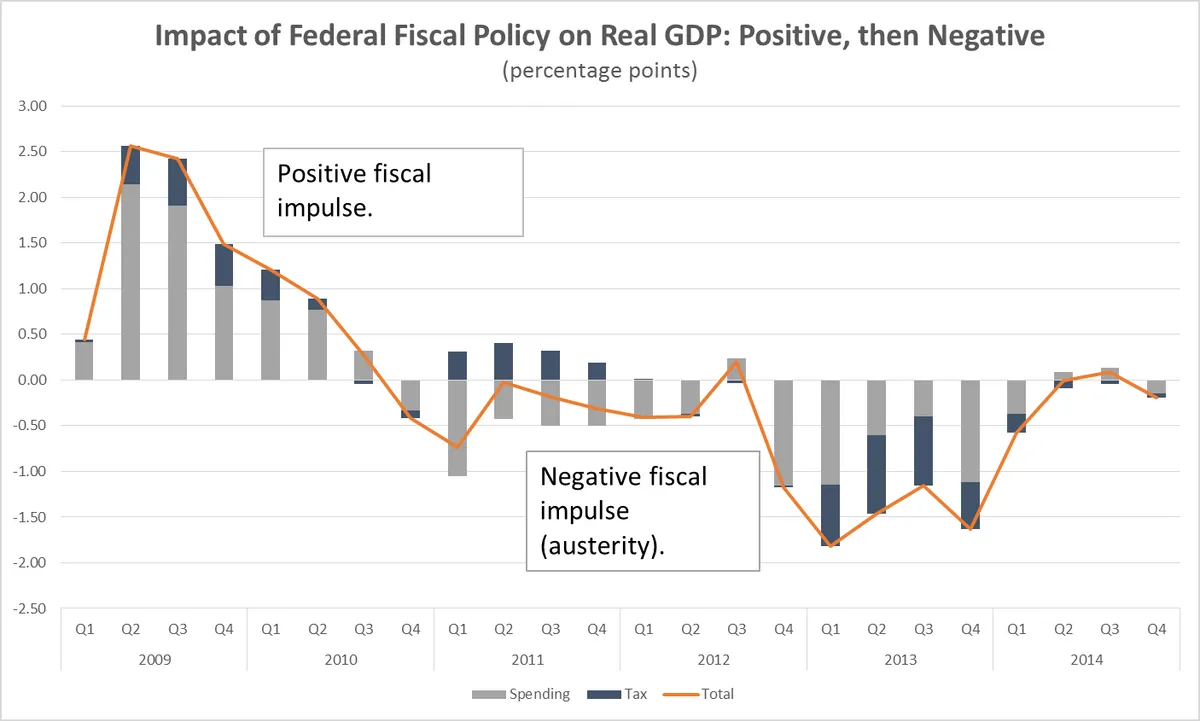 Impact of Federal Fiscal Policy on Real GDP: Positive, then Negative
(percentage points)
3.00
2.50
2.00
1.50
1.00
0.50
0.00
-0.50
-1.00
-1.50
-2.00
-2.50
Positive fiscal
impulse.
Negative fiscal
impulse
(austerity).
Q1 Q2 Q3 Q4 Q1 Q2 Q3 Q4 Q1 Q2 Q3 Q4 Q1 Q2 Q3 Q4 Q1 Q2 Q3 Q4 Q1 Q2 Q3 Q4
2009 2010 2011 2012 2013 2014
Spending Tax Total